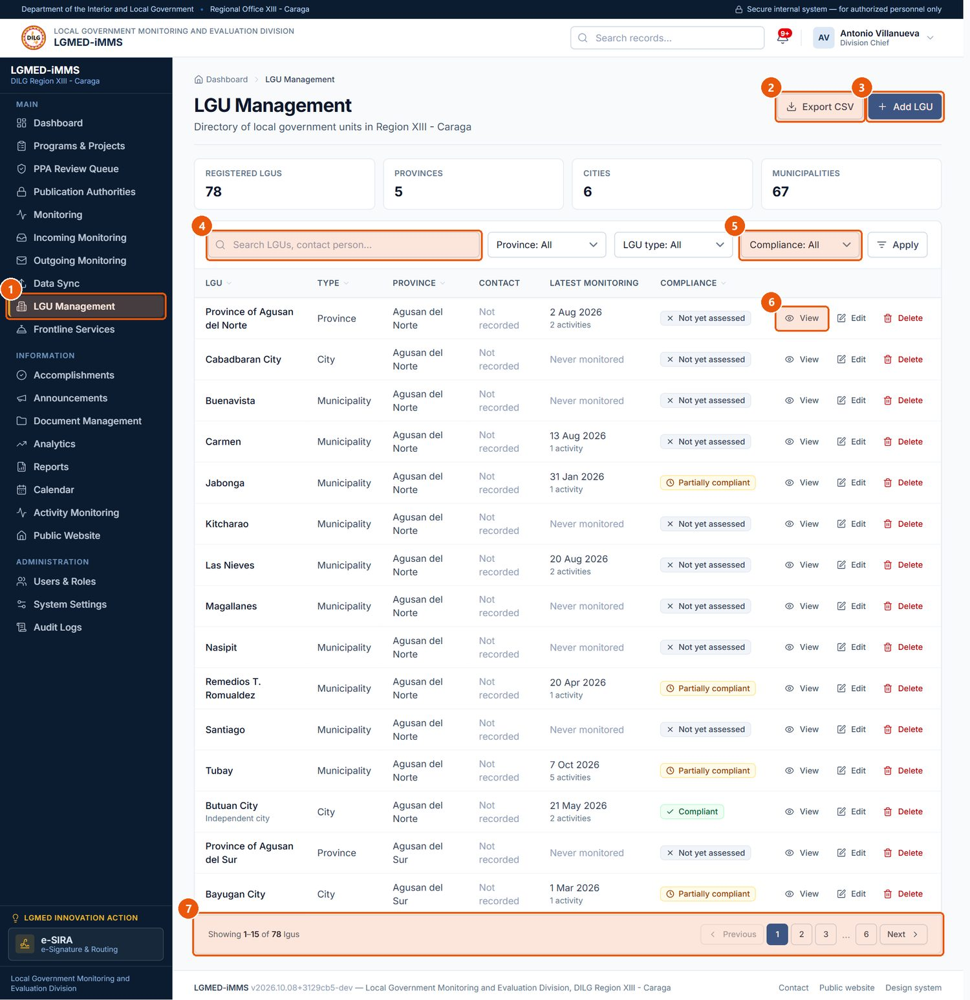 Department of the Interior and Local Government • Regional Office XIII - Caraga
Secure internal system — for authorized personnel only
DILG
LOCAL GOVERNMENT MONITORING AND EVALUATION DIVISION
LGMED-iMMS
Search records...
9+
AV
Antonio Villanueva
Division Chief
LGMED-iMMS
DILG Region XIII - Caraga
MAIN
Dashboard
Programs & Projects
PPA Review Queue
Publication Authorities
Monitoring
Incoming Monitoring
Outgoing Monitoring
Data Sync
1
LGU Management
Frontline Services
INFORMATION
Accomplishments
Announcements
Document Management
Analytics
Reports
Calendar
Activity Monitoring
Public Website
ADMINISTRATION
Users & Roles
System Settings
Audit Logs
LGMED INNOVATION ACTION
e-SIRA
e-Signature & Routing
Local Government Monitoring and
Evaluation Division
Dashboard > LGU Management
LGU Management
Directory of local government units in Region XIII - Caraga
2
Export CSV
3
+ Add LGU
REGISTERED LGUS
78
PROVINCES
5
CITIES
6
MUNICIPALITIES
67
4
Search LGUs, contact person...
Province: All
LGU type: All
5
Compliance: All
Apply
LGU TYPE PROVINCE CONTACT LATEST MONITORING COMPLIANCE
6
Province of Agusan del Norte Province Agusan del Norte Not recorded 2 Aug 2026 2 activities Not yet assessed View Edit Delete
Cabadbaran City City Agusan del Norte Not recorded Never monitored Not yet assessed View Edit Delete
Buenavista Municipality Agusan del Norte Not recorded Never monitored Not yet assessed View Edit Delete
Carmen Municipality Agusan del Norte Not recorded 13 Aug 2026 1 activity Not yet assessed View Edit Delete
Jabonga Municipality Agusan del Norte Not recorded 31 Jan 2026 1 activity Partially compliant View Edit Delete
Kitcharao Municipality Agusan del Norte Not recorded Never monitored Not yet assessed View Edit Delete
Las Nieves Municipality Agusan del Norte Not recorded 20 Aug 2026 2 activities Not yet assessed View Edit Delete
Magallanes Municipality Agusan del Norte Not recorded Never monitored Not yet assessed View Edit Delete
Nasipit Municipality Agusan del Norte Not recorded Never monitored Not yet assessed View Edit Delete
Remedios T. Romualdez Municipality Agusan del Norte Not recorded 20 Apr 2026 1 activity Partially compliant View Edit Delete
Santiago Municipality Agusan del Norte Not recorded Never monitored Not yet assessed View Edit Delete
Tubay Municipality Agusan del Norte Not recorded 7 Oct 2026 5 activities Partially compliant View Edit Delete
Butuan City Independent city City Agusan del Norte Not recorded 21 May 2026 2 activities Compliant View Edit Delete
Province of Agusan del Sur Province Agusan del Sur Not recorded Never monitored Not yet assessed View Edit Delete
Bayugan City City Agusan del Sur Not recorded 1 Mar 2026 1 activity Partially compliant View Edit Delete
7
Showing 1–15 of 78 lgus
Previous 1 2 3 ... 6 Next
LGMED-iMMS v2026.10.08+3129cb5-dev — Local Government Monitoring and Evaluation Division, DILG Region XIII - Caraga
Contact Public website Design system